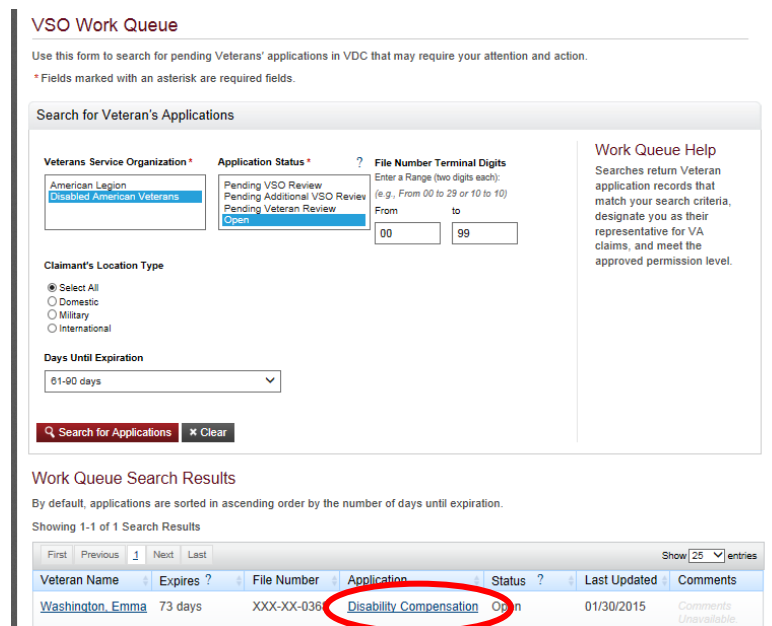 VSO Work Queue
Use this form to search for pending Veterans' applications in VDC that may require your attention and action.
* Fields marked with an asterisk are required fields.
Search for Veteran's Applications
Veterans Service Organization *
American Legion
Disabled American Veterans
Application Status * ?
Pending VSO Review
Pending Additional VSO Review
Pending Veteran Review
Open
File Number Terminal Digits
Enter a Range (two digits each):
(e.g., From 00 to 29 or 10 to 10)
From to
00 99
Claimant's Location Type
Select All
Domestic
Military
International
Days Until Expiration
61-90 days
Search for Applications × Clear
Work Queue Help
Searches return Veteran
application records that
match your search criteria,
designate you as their
representative for VA
claims, and meet the
approved permission level.
Work Queue Search Results
By default, applications are sorted in ascending order by the number of days until expiration.
Showing 1-1 of 1 Search Results
First Previous 1 Next Last Show 25 entries
Veteran Name Expires ? File Number Application Status ? Last Updated Comments
Washington, Emma 73 days XXX-XX-036 Disability Compensation Open 01/30/2015 Comments
Unavailable.